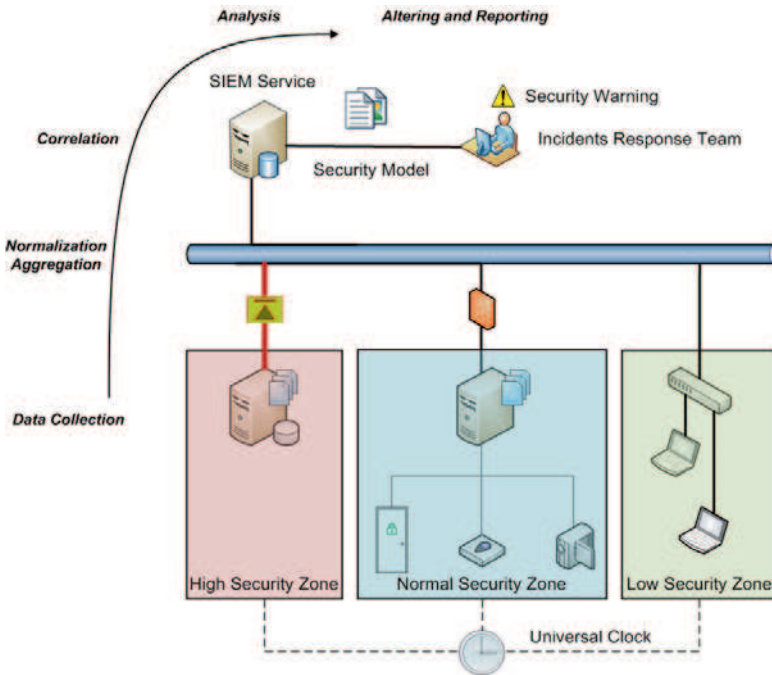 Analysis
Altering and Reporting
SIEM Service
Security Warning
Correlation
Incidents Response Team
Security Model
Normalization
Aggregation
Data Collection
High Security Zone
Normal Security Zone
Low Security Zone
Universal Clock